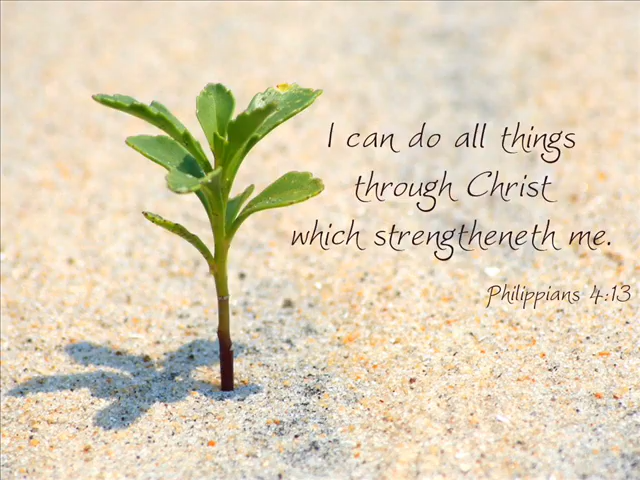 I can do all things
through Christ
which strengtheneth me.
Philippians 4:13